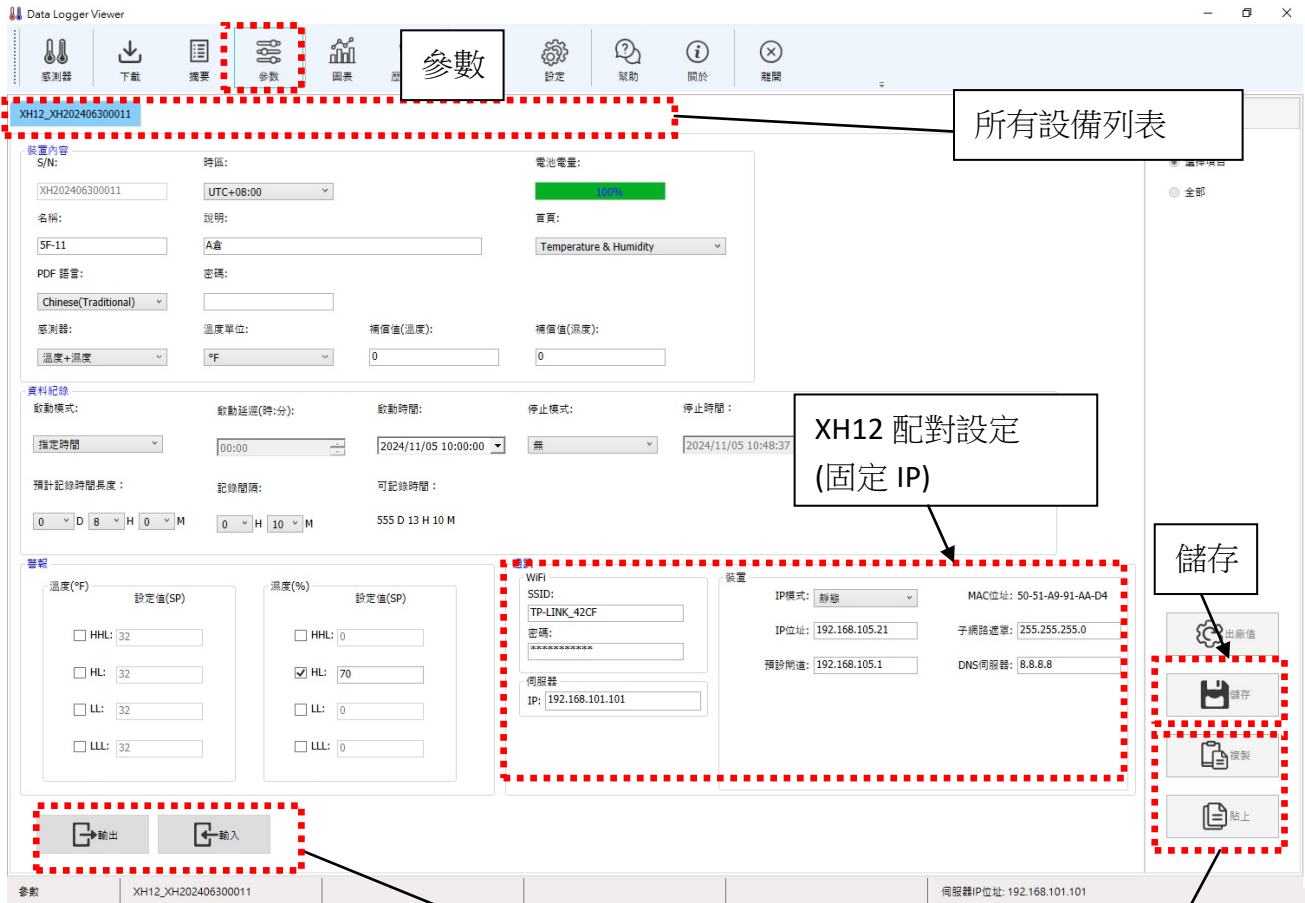 Data Logger Viewer
感測器 下載 摘要 參數 圖表 參數 設定 幫助 關於 離開
XH12_XH202406300011
所有設備列表
裝置內容
選擇項目
全部
S/N: 時區: 電池電量:
XH202406300011 UTC+08:00 100%
名稱: 說明: 首頁:
5F-11 A倉 Temperature & Humidity
PDF 語言: 密碼:
Chinese(Traditional)
感測器: 溫度單位: 補償值(溫度): 補償值(濕度):
溫度+濕度 °F 0 0
資料紀錄
啟動模式: 啟動延遲(時:分): 啟動時間: 停止模式: 停止時間：
指定時間 00:00 2024/11/05 10:00:00 無 2024/11/05 10:48:37
XH12 配對設定
(固定 IP)
預計記錄時間長度： 記錄間隔: 可記錄時間：
0 D 8 H 0 M 0 H 10 M 555 D 13 H 10 M
警報
溫度(°F) 濕度(%)
設定值(SP) 設定值(SP)
HHL: 32 HHL: 0
HL: 32 HL: 70
LL: 32 LL: 0
LLL: 32 LLL: 0
WiFi
SSID:
TP-LINK_42CF
密碼:
***********
伺服器
IP: 192.168.101.101
裝置
IP模式: 靜態 MAC位址: 50-51-A9-91-AA-D4
IP位址: 192.168.105.21 子網路遮罩: 255.255.255.0
預設閘道: 192.168.105.1 DNS伺服器: 8.8.8.8
儲存
出廠值
儲存
複製
貼上
輸出 輸入
參數 XH12_XH202406300011 伺服器IP位址: 192.168.101.101